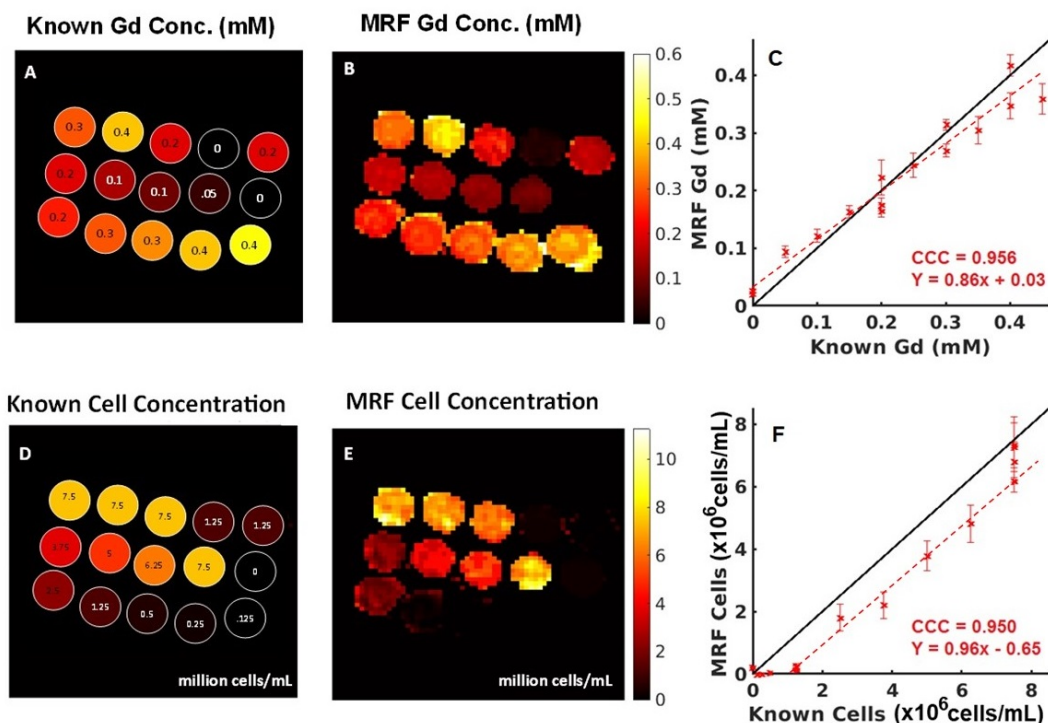 Known Gd Conc. (mM)
MRF Gd Conc. (mM)
A
0.3
0.4
0.2
0
0.2
0.2
0.1
0.1
.05
0
0.2
0.3
0.3
0.4
0.4
B
0.6
0.5
0.4
0.3
0.2
0.1
0
C
MRF Gd (mM)
0.4
0.3
0.2
0.1
0
CCC = 0.956
Y = 0.86x + 0.03
0 0.1 0.2 0.3 0.4
Known Gd (mM)
Known Cell Concentration
MRF Cell Concentration
D
7.5
7.5
7.5
1.25
1.25
3.75
5
6.25
7.5
0
1.25
0.5
0.25
.125
million cells/mL
E
million cells/mL
10
8
6
4
2
0
F
MRF Cells (x10⁶cells/mL)
8
6
4
2
0
CCC = 0.950
Y = 0.96x - 0.65
0 2 4 6 8
Known Cells (x10⁶cells/mL)